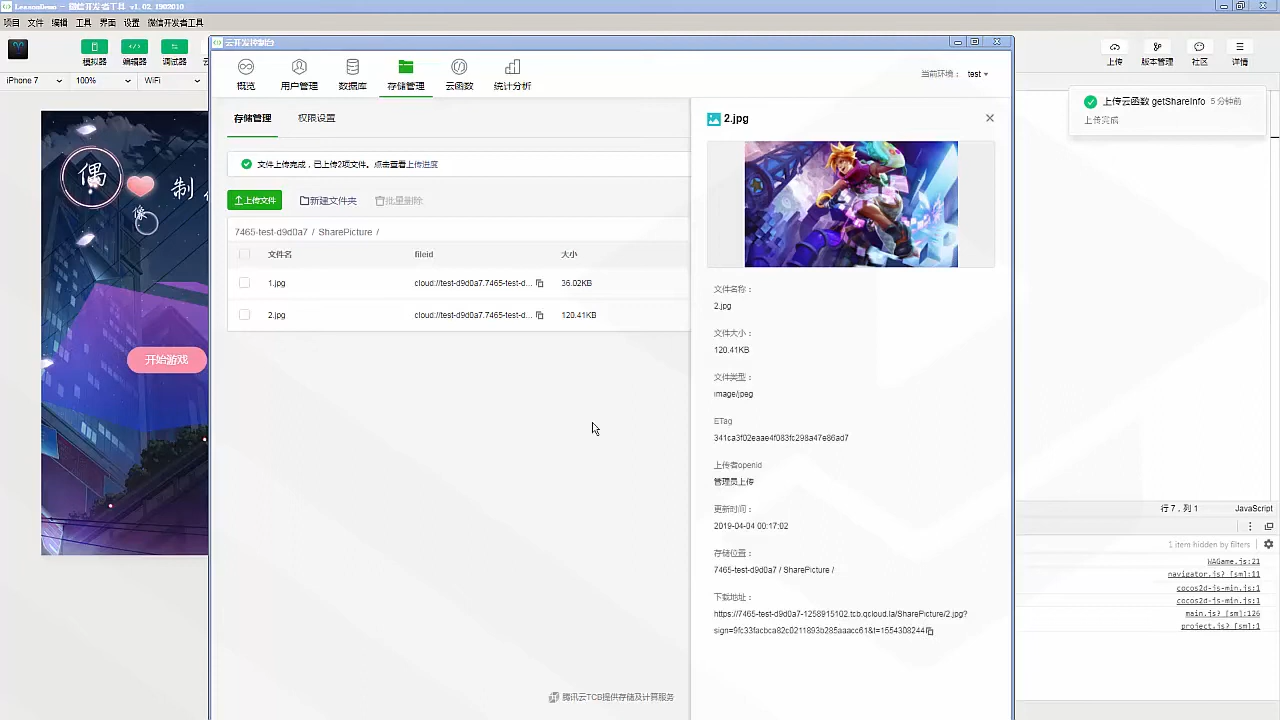 LessonDemo - 微信开发者工具 v1.02.1902010
项目 文件 编辑 工具 界面 设置 微信开发者工具
模拟器 编辑器 调试器
上传 版本管理 社区 详情
iPhone 7 100% WiFi
云开发控制台
概览 用户管理 数据库 存储管理 云函数 统计分析
当前环境： test
存储管理 权限设置
文件上传完成，已上传2项文件。点击查看上传进度
上传文件 新建文件夹 批量删除
7465-test-d9d0a7 / SharePicture /
文件名 fileid 大小
1.jpg cloud://test-d9d0a7.7465-test-d... 36.02KB
2.jpg cloud://test-d9d0a7.7465-test-d... 120.41KB
腾讯云TCB提供存储及计算服务
2.jpg
文件名称：
2.jpg
文件大小：
120.41KB
文件类型：
image/jpeg
ETag
341ca3f02eaae4f083fc298a47e86ad7
上传者openid
管理员上传
更新时间：
2019-04-04 00:17:02
存储位置：
7465-test-d9d0a7 / SharePicture /
下载地址：
https://7465-test-d9d0a7-1258915102.tcb.qcloud.la/SharePicture/2.jpg?
sign=9fc33facbca82c0211893b285aaacc61&t=1554308244
偶
像
制
开始游戏
上传云函数 getShareInfo 5 分钟前
上传完成
行 7，列 1 JavaScript
1 item hidden by filters
WAGame.js:21
navigator.js? [sm]:11
cocos2d-js-min.js:1
cocos2d-js-min.js:1
main.js? [sm]:126
project.js? [sm]:1